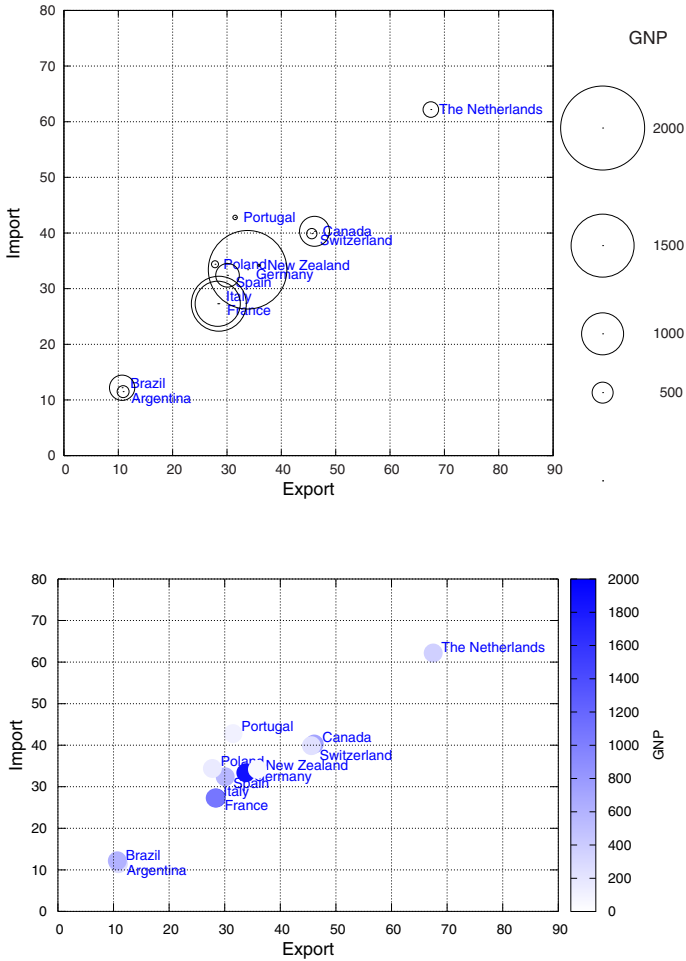 80
GNP
70
60
The Netherlands
2000
50
Import
40
Portugal
Canada
Switzerland
1500
Poland
New Zealand
Germany
30
Spain
Italy
France
1000
20
Brazil
Argentina
500
10
0
0 10 20 30 40 50 60 70 80 90
Export
80
2000
70
1800
The Netherlands
60
1600
1400
50
Import
Portugal
1200
40
Canada
Switzerland
1000
GNP
Poland
New Zealand
ermany
30
Spain
800
Italy
France
600
20
Brazil
400
10
Argentina
200
0
0
0 10 20 30 40 50 60 70 80 90
Export